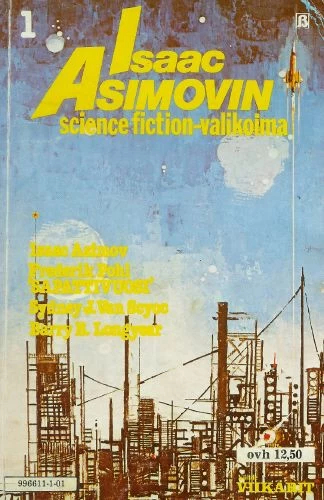 1
ß
Isaac
ASIMOVIN
science fiction-valikoima
Isaac Asimov
Frederik Pohl
Sydney J. Van Scyoc
Barry B. Longyear
ovh 12,50
996611-1-01
VIIKARIT